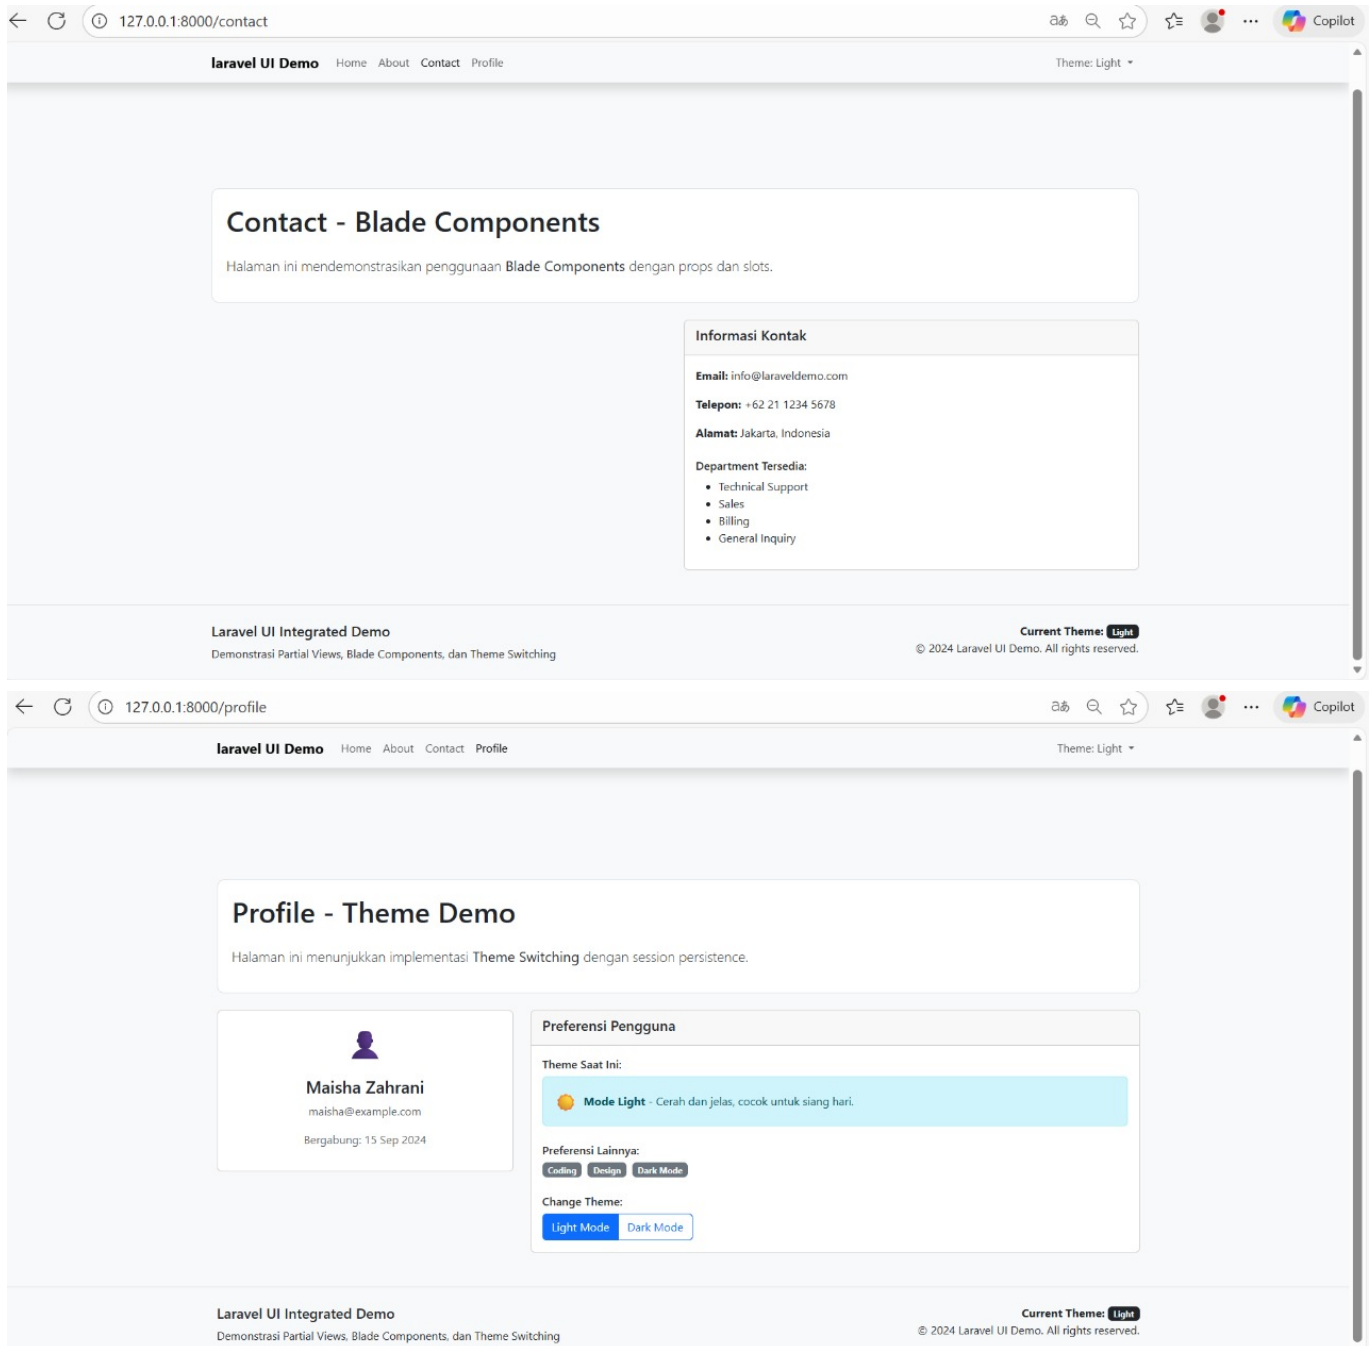 127.0.0.1:8000/contact
Copilot
laravel UI Demo Home About Contact Profile Theme: Light
Contact - Blade Components
Halaman ini mendemonstrasikan penggunaan Blade Components dengan props dan slots.
Informasi Kontak
Email: info@laraveldemo.com
Telepon: +62 21 1234 5678
Alamat: Jakarta, Indonesia
Department Tersedia:
Technical Support
Sales
Billing
General Inquiry
Laravel UI Integrated Demo
Demonstrasi Partial Views, Blade Components, dan Theme Switching
Current Theme: Light
© 2024 Laravel UI Demo. All rights reserved.
127.0.0.1:8000/profile
Copilot
laravel UI Demo Home About Contact Profile Theme: Light
Profile - Theme Demo
Halaman ini menunjukkan implementasi Theme Switching dengan session persistence.
Maisha Zahrani
maisha@example.com
Bergabung: 15 Sep 2024
Preferensi Pengguna
Theme Saat Ini:
Mode Light - Cerah dan jelas, cocok untuk siang hari.
Preferensi Lainnya:
Coding Design Dark Mode
Change Theme:
Light Mode Dark Mode
Laravel UI Integrated Demo
Demonstrasi Partial Views, Blade Components, dan Theme Switching
Current Theme: Light
© 2024 Laravel UI Demo. All rights reserved.